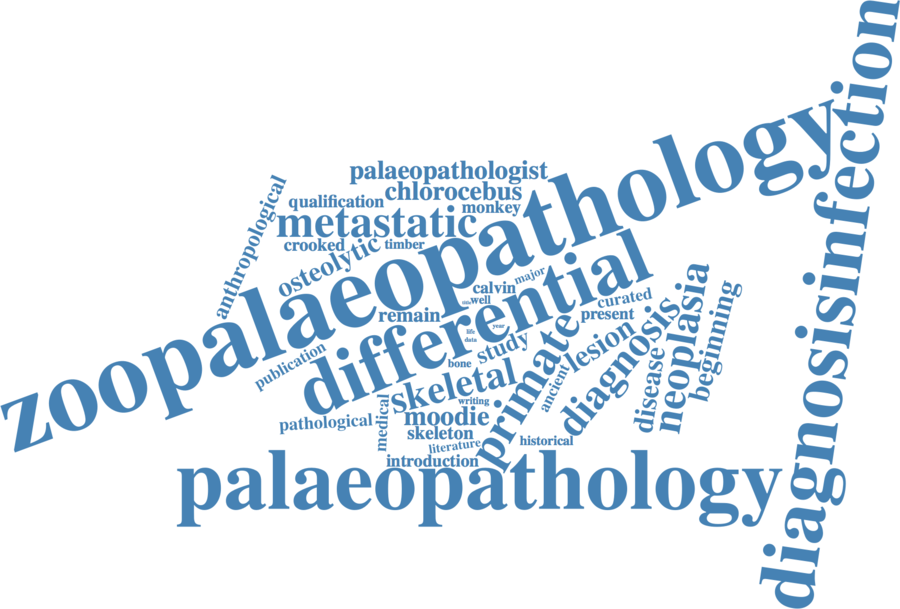 zoopalaeopathology
diagnosisinfection
palaeopathology
differential
palaeopathologist
chlorocebus
qualification
monkey
metastatic
anthropological
crooked
timber
osteolytic
calvin
major
well
remain
curated
present
life
year
data
publication
bone
study
primate
lesion
diagnosis
disease
neoplasia
beginning
skeletal
ancient
writing
pathological
medical
moodie
skeleton
historical
literature
introduction